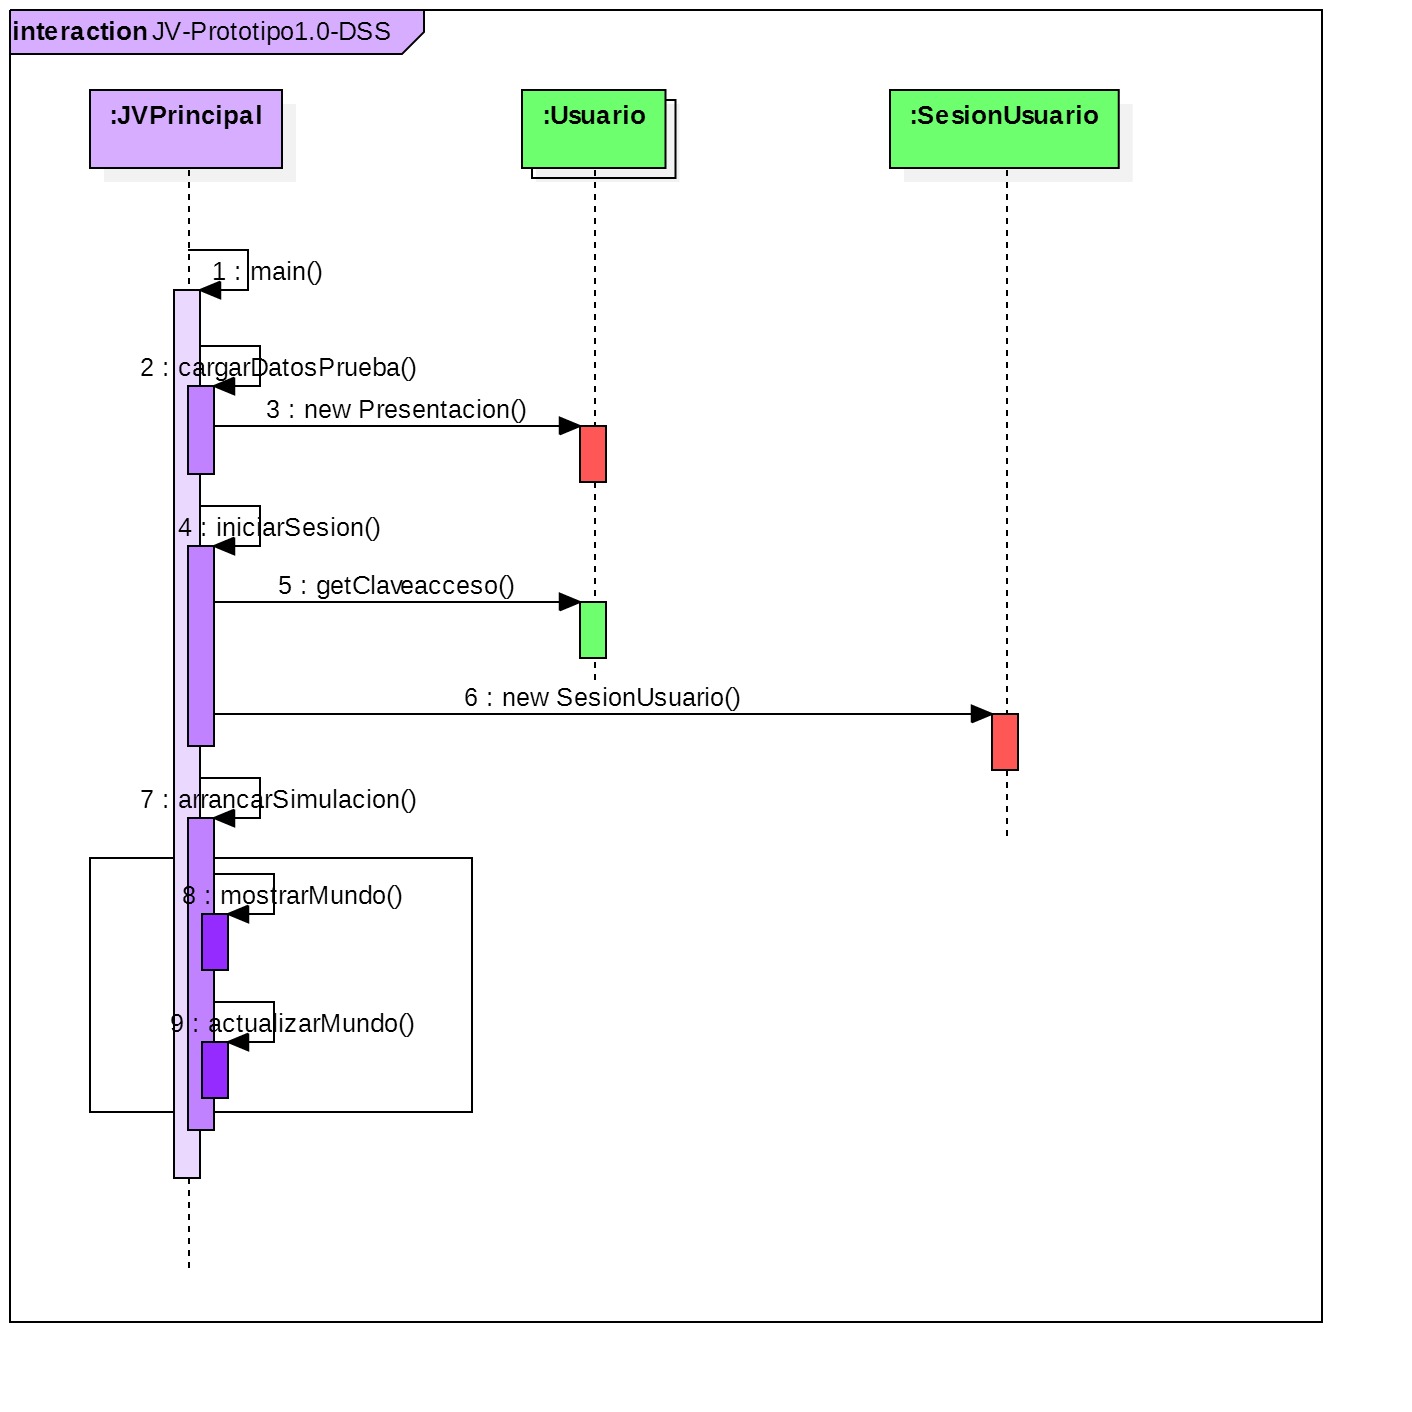 interaction JV-Prototipo1.0-DSS
:JVPrincipal
:Usuario
:SesionUsuario
1 : main()
2 : cargarDatosPrueba()
3 : new Presentacion()
4 : iniciarSesion()
5 : getClaveacceso()
6 : new SesionUsuario()
7 : arrancarSimulacion()
8 : mostrarMundo()
9 : actualizarMundo()